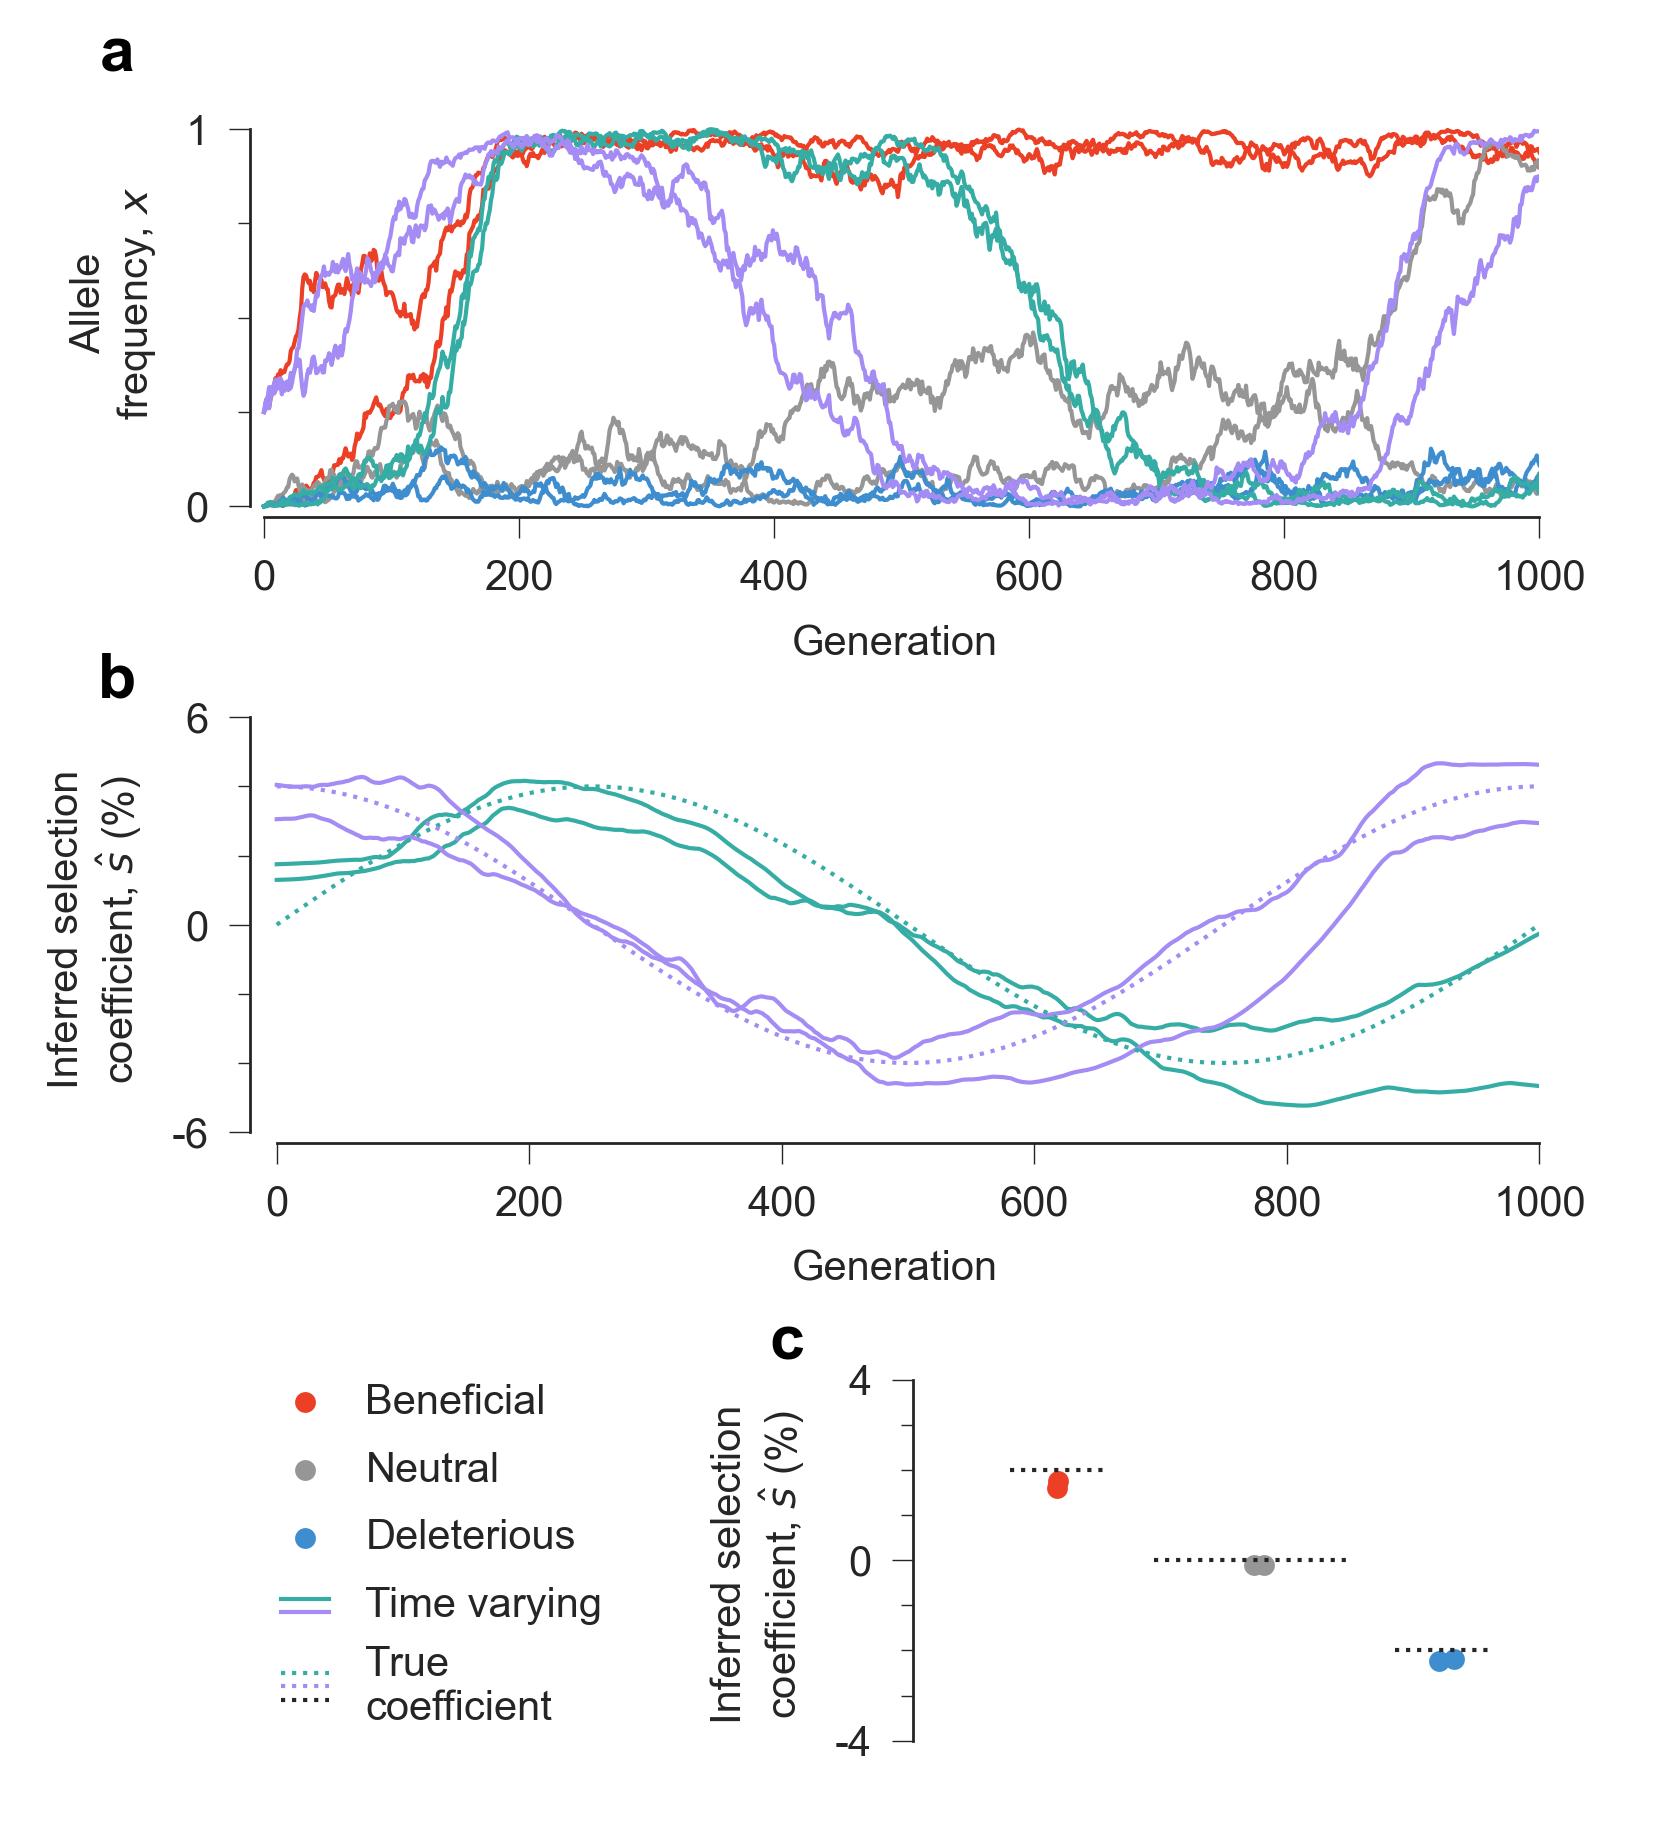 a
1
0
Allele
frequency, x
0 200 400 600 800 1000
Generation
b
6
0
-6
Inferred selection
coefficient, ŝ (%)
0 200 400 600 800 1000
Generation
Beneficial
Neutral
Deleterious
Time varying
True
coefficient
c
4
0
-4
Inferred selection
coefficient, ŝ (%)